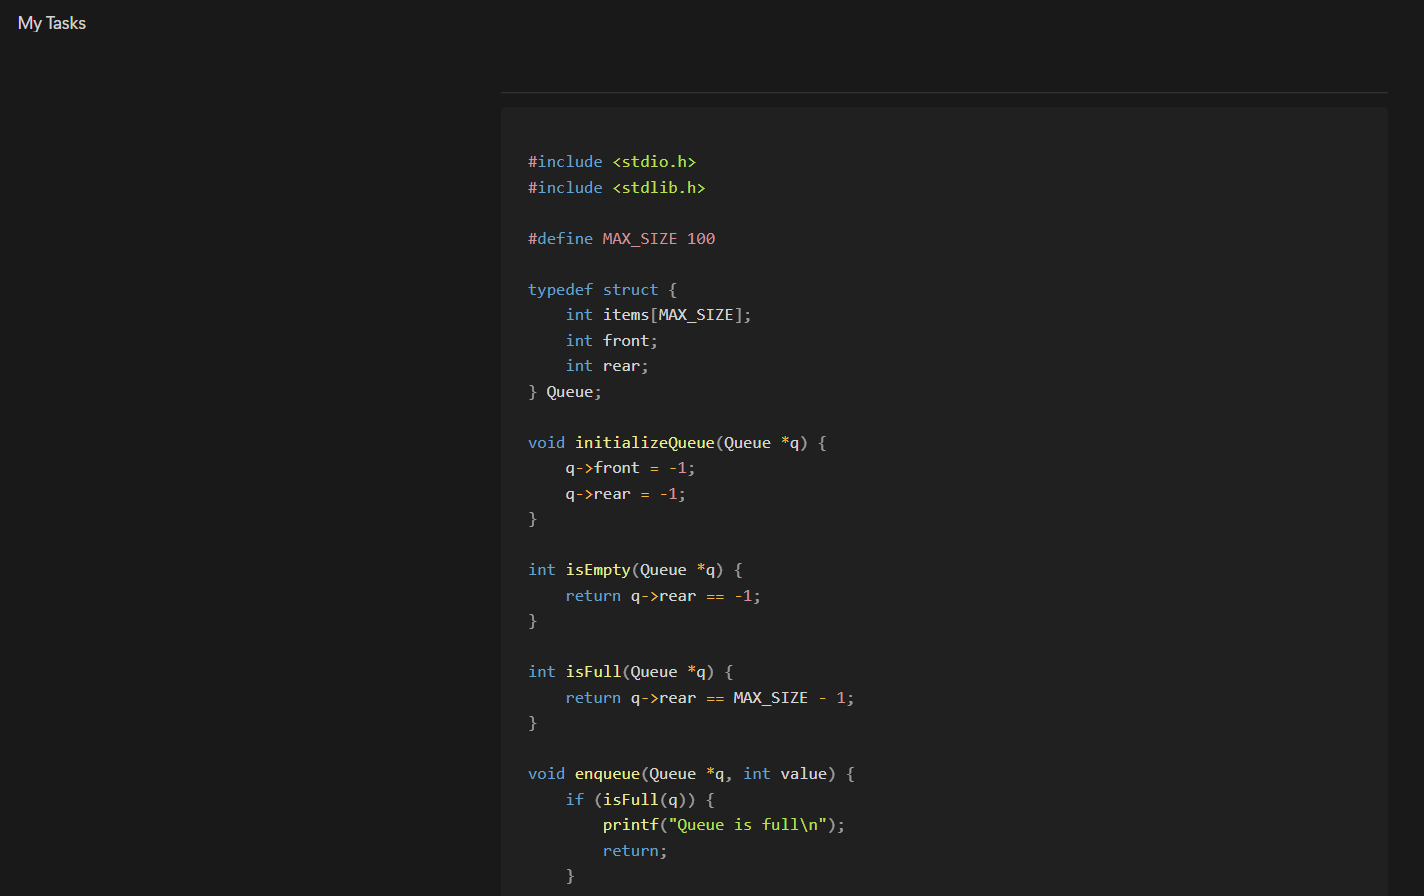 My Tasks
#include <stdio.h>
#include <stdlib.h>
#define MAX_SIZE 100
typedef struct {
    int items[MAX_SIZE];
    int front;
    int rear;
} Queue;
void initializeQueue(Queue *q) {
    q->front = -1;
    q->rear = -1;
}
int isEmpty(Queue *q) {
    return q->rear == -1;
}
int isFull(Queue *q) {
    return q->rear == MAX_SIZE - 1;
}
void enqueue(Queue *q, int value) {
    if (isFull(q)) {
        printf("Queue is full\n");
        return;
    }